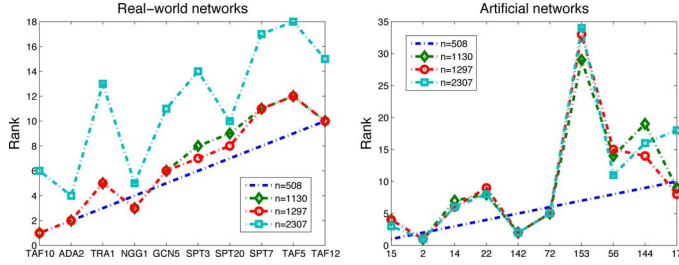 Real-world networks
Rank
18
16
14
12
10
8
6
4
2
0
n=508
n=1130
n=1297
n=2307
TAF10 ADA2 TRA1 NGG1 GCN5 SPT3 SPT20 SPT7 TAF5 TAF12
Artificial networks
Rank
35
30
25
20
15
10
5
0
n=508
n=1130
n=1297
n=2307
15 2 14 22 142 72 153 56 144 17